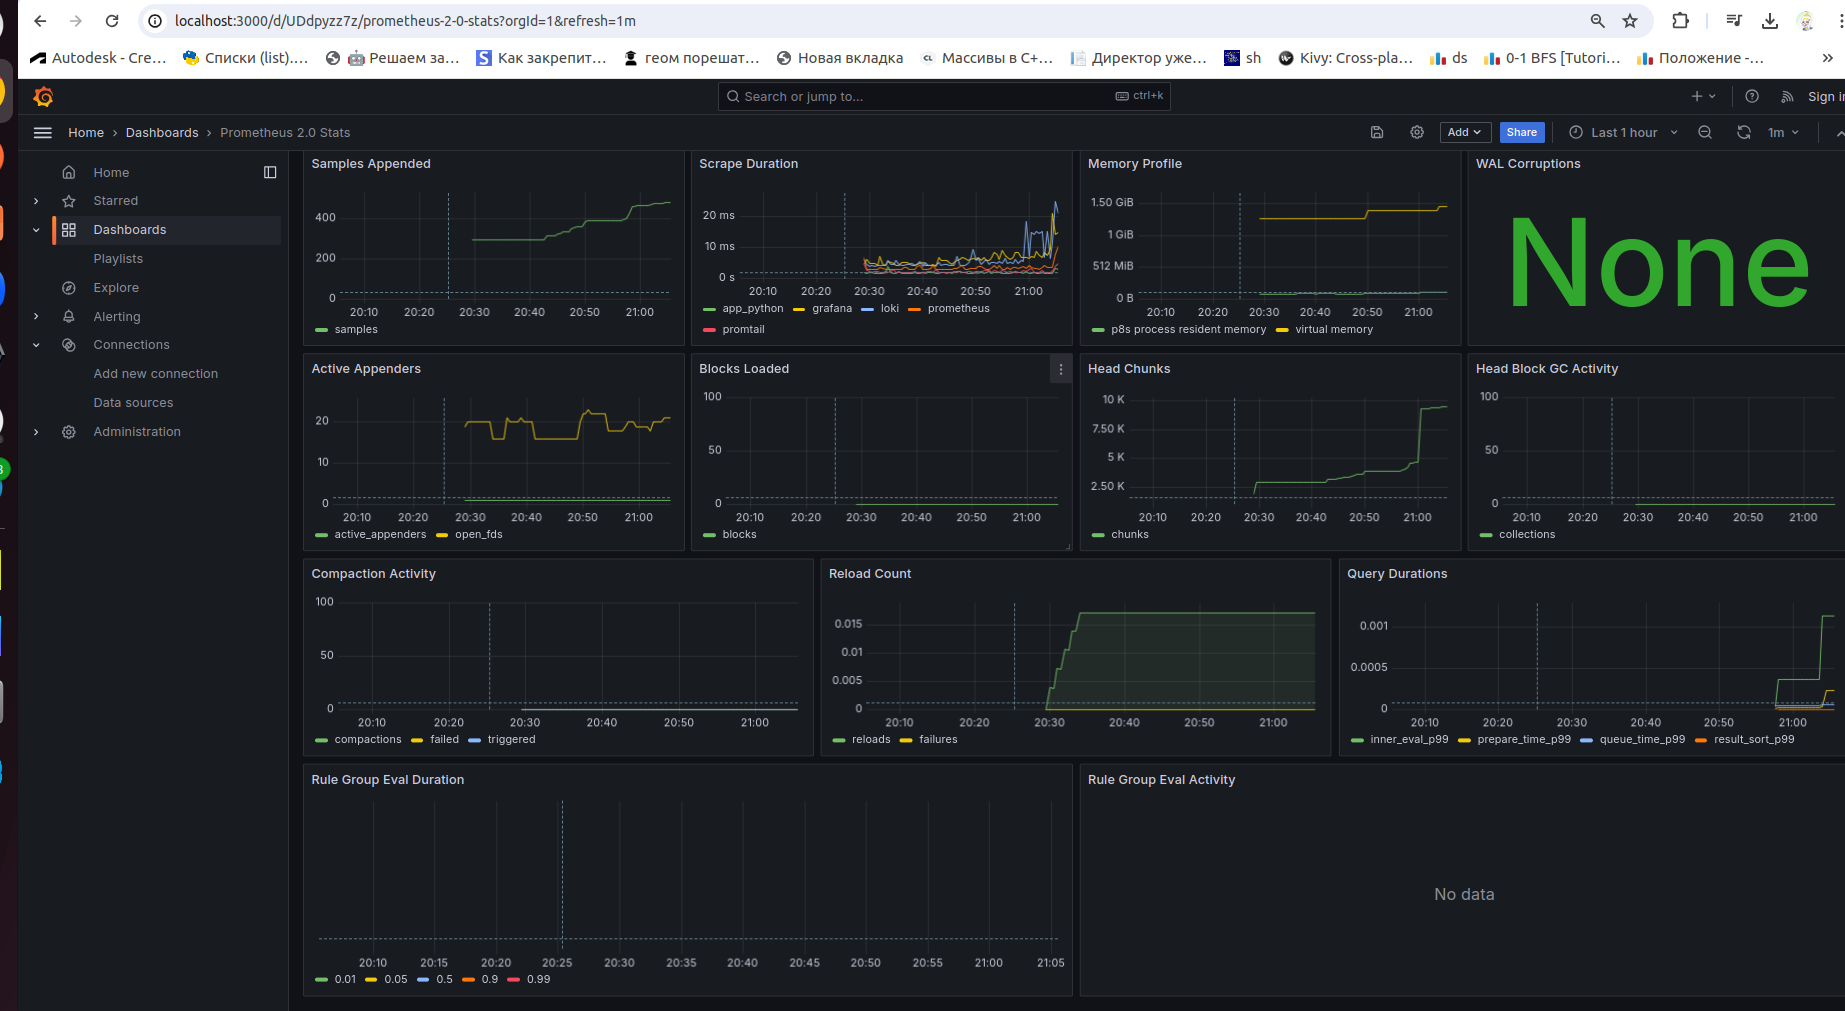 localhost:3000/d/UDdpyzz7z/prometheus-2-0-stats?orgId=1&refresh=1m
Autodesk - Cre… Списки (list).… Решаем за… Как закрепит… геом порешат… Новая вкладка CL Массивы в C+… Директор уже… sh Kivy: Cross-pla… ds 0-1 BFS [Tutori… Положение -… »
Search or jump to... ctrl+k Sign in
Home › Dashboards › Prometheus 2.0 Stats Add Share Last 1 hour 1m
Home
Starred
Dashboards
Playlists
Explore
Alerting
Connections
Add new connection
Data sources
Administration
Samples Appended
400
200
0
20:10 20:20 20:30 20:40 20:50 21:00
samples
Scrape Duration
20 ms
10 ms
0 s
20:10 20:20 20:30 20:40 20:50 21:00
app_python grafana loki prometheus
promtail
Memory Profile
1.50 GiB
1 GiB
512 MiB
0 B
20:10 20:20 20:30 20:40 20:50 21:00
p8s process resident memory virtual memory
WAL Corruptions
None
Active Appenders
20
10
0
20:10 20:20 20:30 20:40 20:50 21:00
active_appenders open_fds
Blocks Loaded
100
50
0
20:10 20:20 20:30 20:40 20:50 21:00
blocks
Head Chunks
10 K
7.50 K
5 K
2.50 K
20:10 20:20 20:30 20:40 20:50 21:00
chunks
Head Block GC Activity
100
50
0
20:10 20:20 20:30 20:40 20:50 21:00
collections
Compaction Activity
100
50
0
20:10 20:20 20:30 20:40 20:50 21:00
compactions failed triggered
Reload Count
0.015
0.01
0.005
0
20:10 20:20 20:30 20:40 20:50 21:00
reloads failures
Query Durations
0.001
0.0005
0
20:10 20:20 20:30 20:40 20:50 21:00
inner_eval_p99 prepare_time_p99 queue_time_p99 result_sort_p99
Rule Group Eval Duration
20:10 20:15 20:20 20:25 20:30 20:35 20:40 20:45 20:50 20:55 21:00 21:05
0.01 0.05 0.5 0.9 0.99
Rule Group Eval Activity
No data